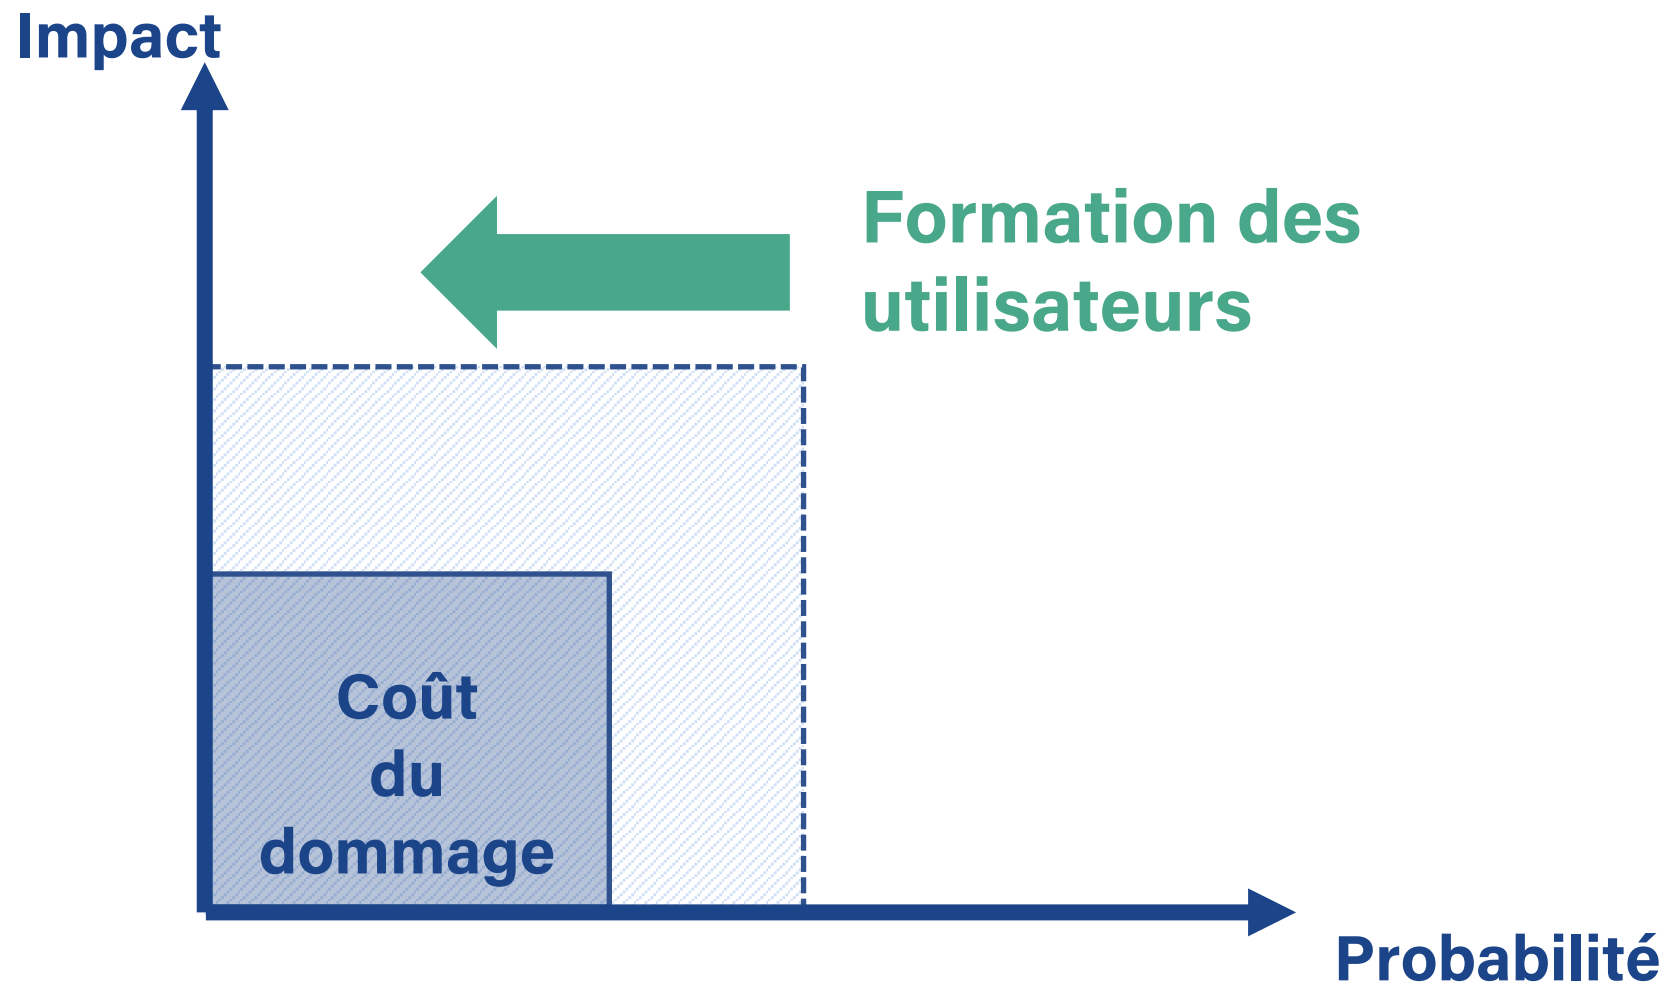 Impact
Formation des
utilisateurs
Coût
du
dommage
Probabilité